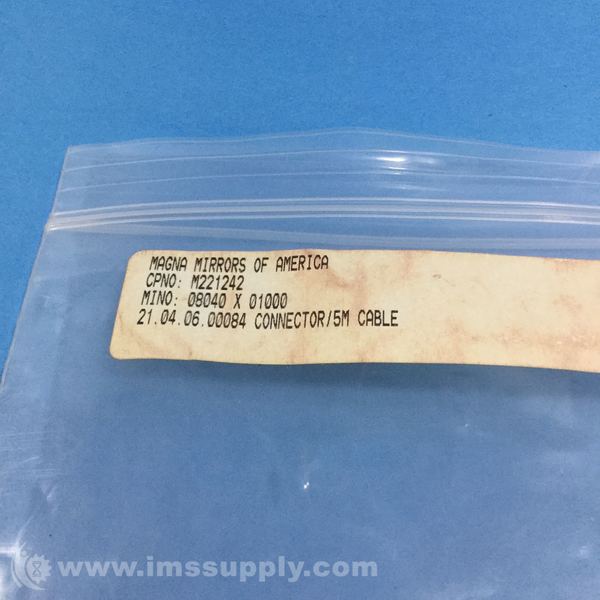 MAGNA MIRRORS OF AMERICA
CPNO: M221242
MINO: 08040 X 01000
21.04.06.00084 CONNECTOR/5M CABLE
www.imssupply.com